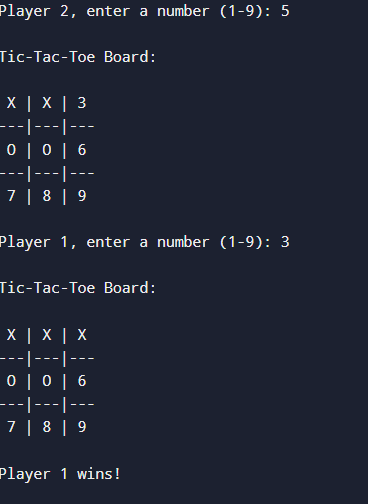 Player 2, enter a number (1-9): 5
Tic-Tac-Toe Board:
X | X | 3
---|---|---
O | O | 6
---|---|---
7 | 8 | 9
Player 1, enter a number (1-9): 3
Tic-Tac-Toe Board:
X | X | X
---|---|---
O | O | 6
---|---|---
7 | 8 | 9
Player 1 wins!